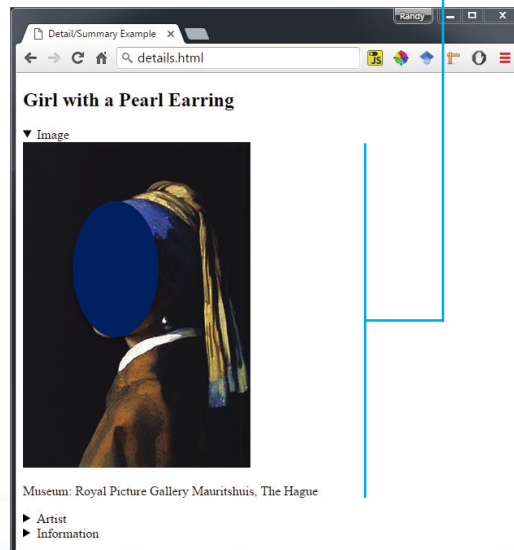 Randy
Detail/Summary Example
details.html
JS
Girl with a Pearl Earring
Image
Museum: Royal Picture Gallery Mauritshuis, The Hague
Artist
Information